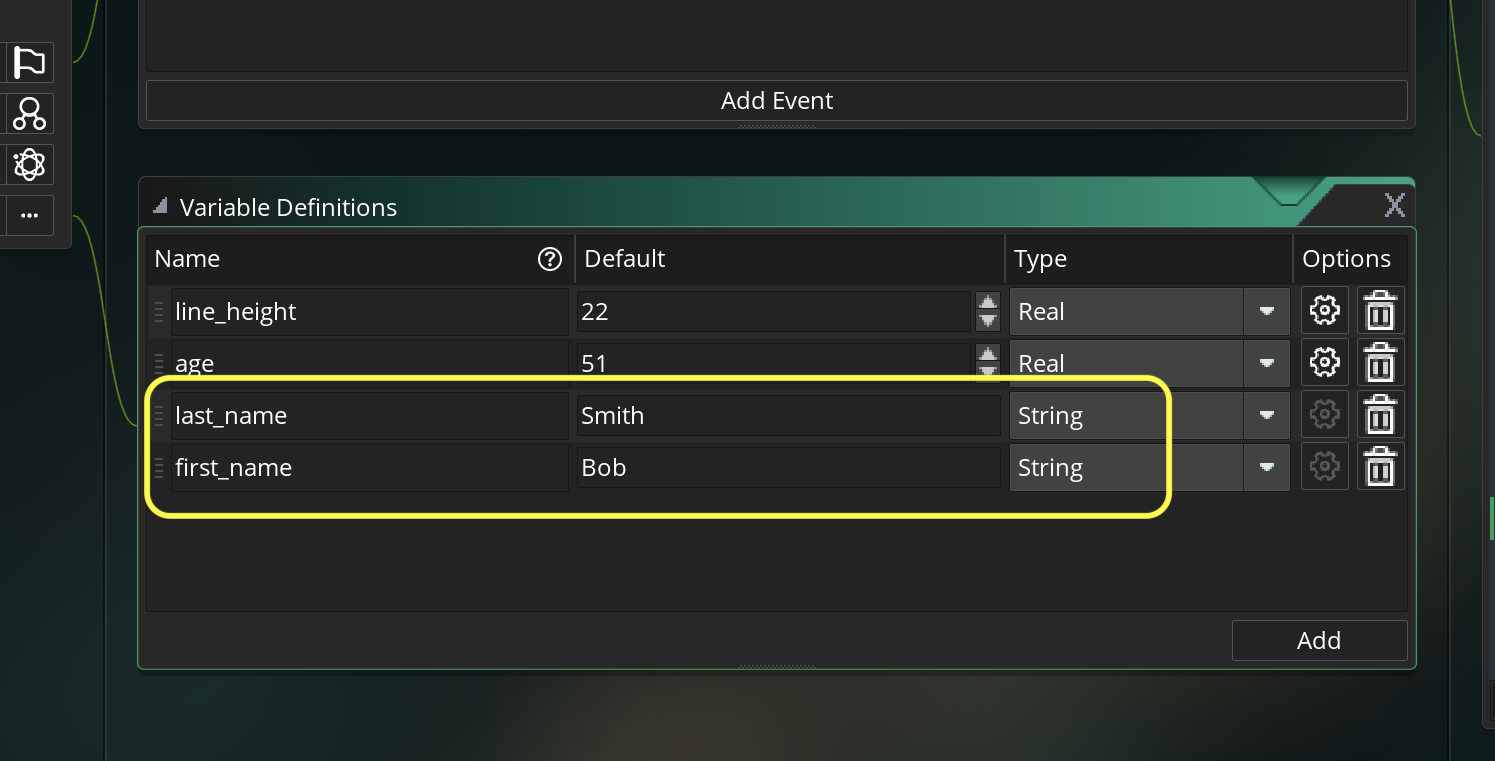 Add Event
Variable Definitions X
Name ? Default Type Options
line_height 22 Real
age 51 Real
last_name Smith String
first_name Bob String
Add